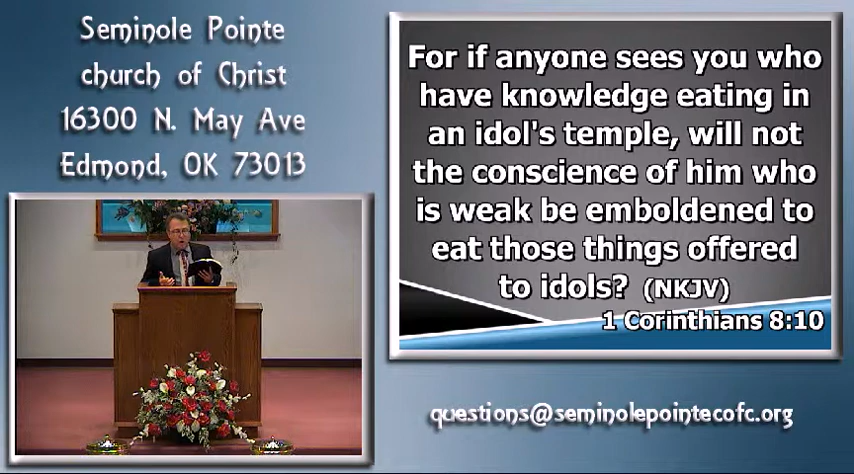 Seminole Pointe
church of Christ
16300 N. May Ave
Edmond, OK 73013
For if anyone sees you who
have knowledge eating in
an idol's temple, will not
the conscience of him who
is weak be emboldened to
eat those things offered
to idols? (NKJV)
1 Corinthians 8:10
questions@seminolepointecofc.org